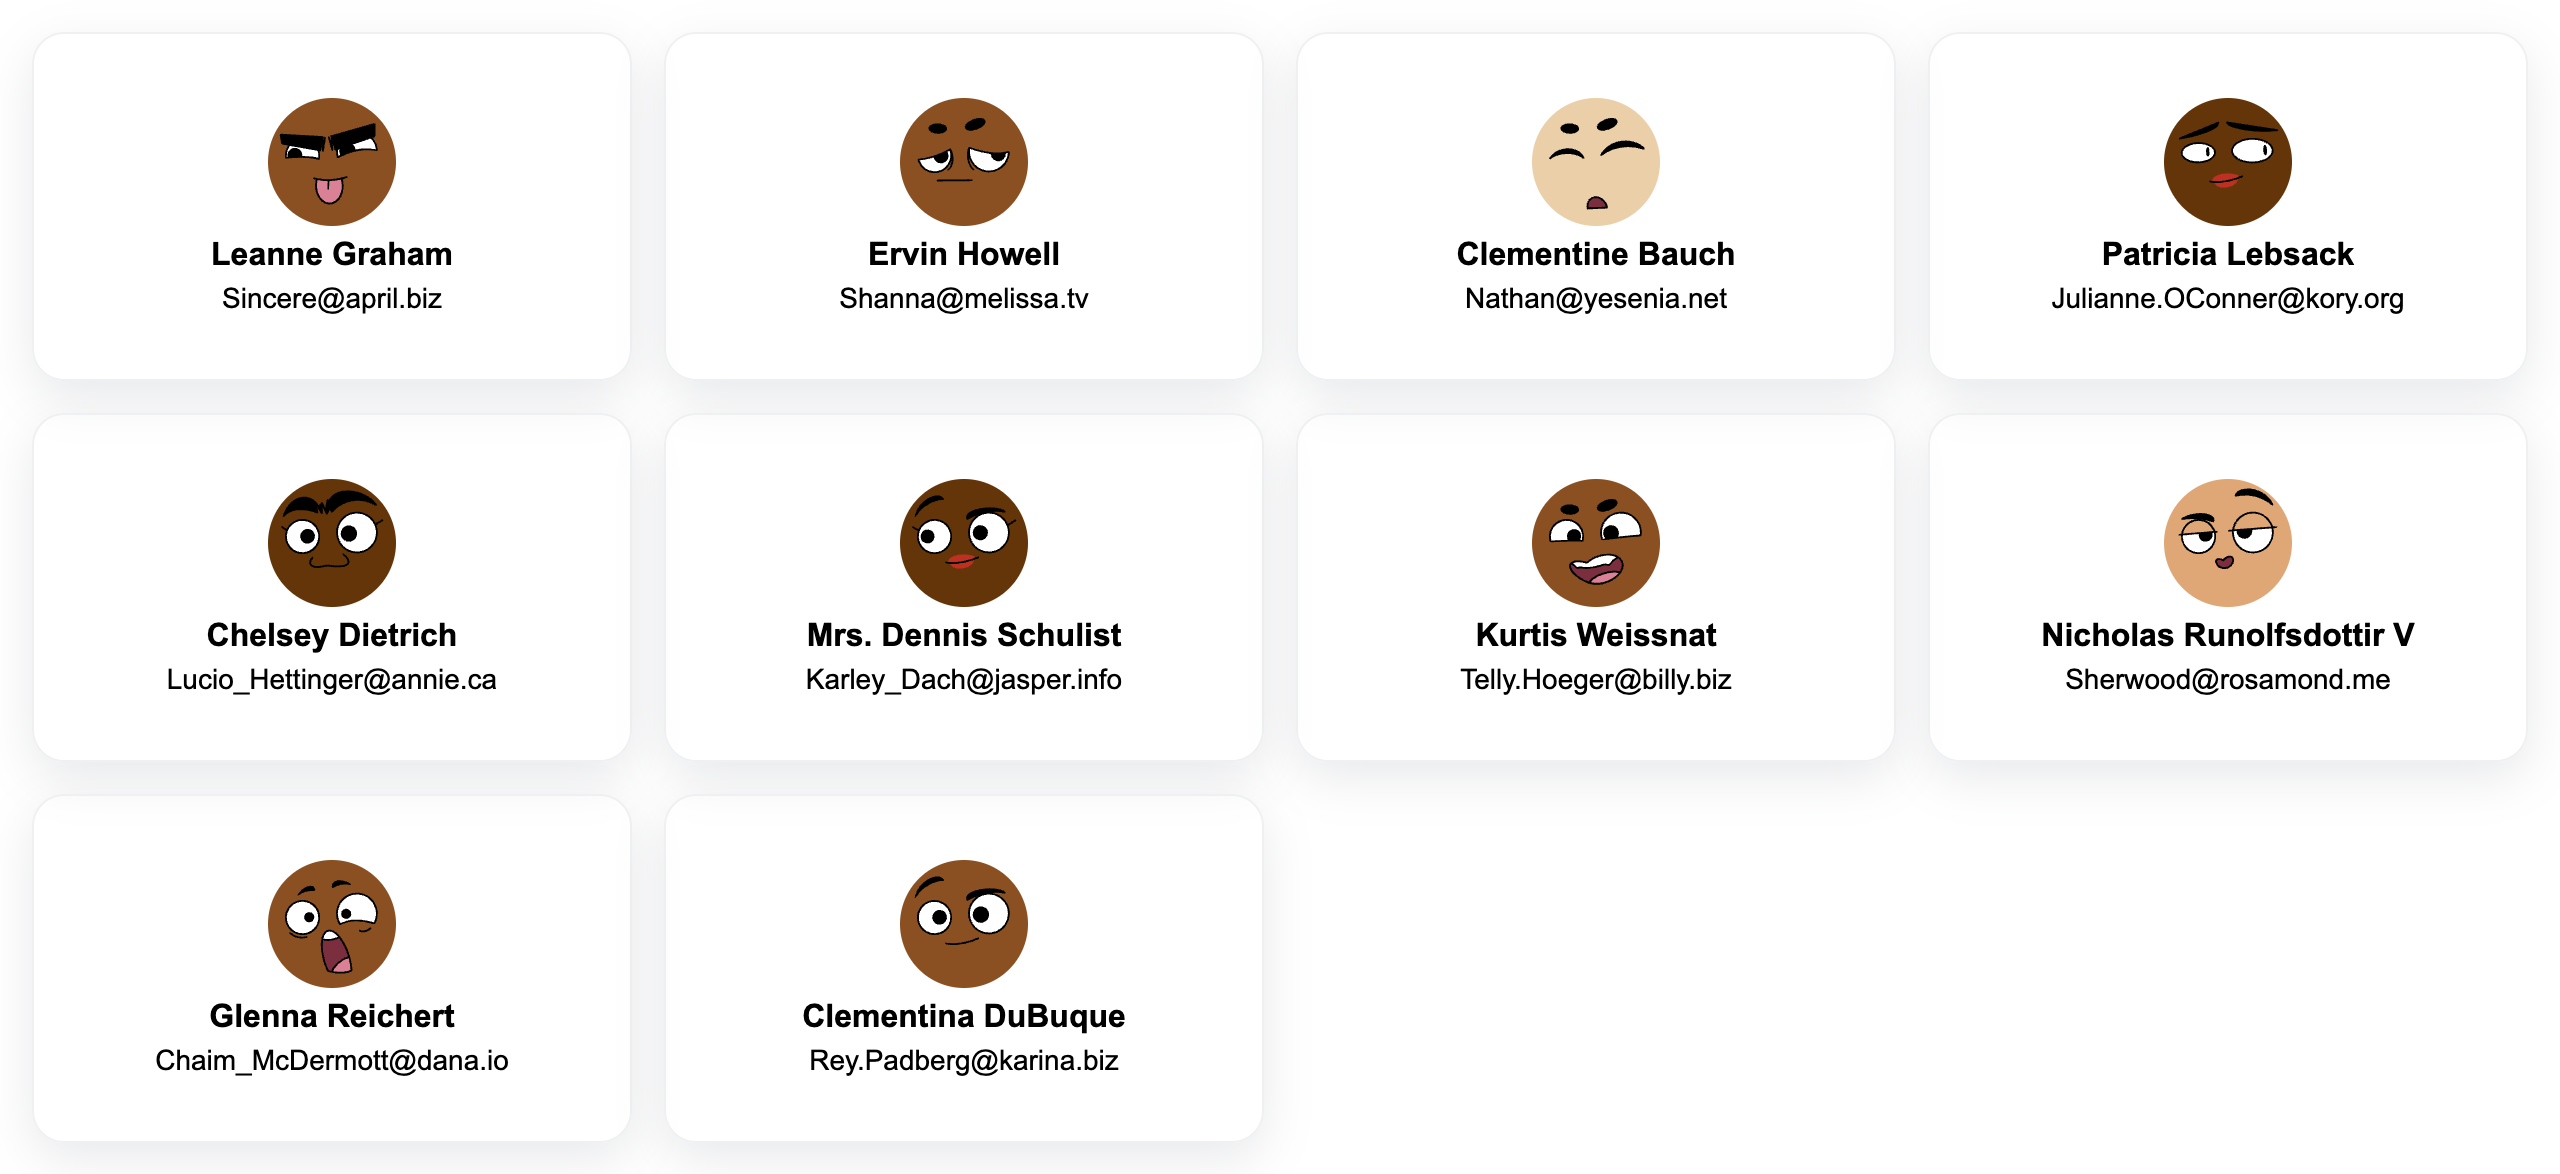 Leanne Graham
Sincere@april.biz
Ervin Howell
Shanna@melissa.tv
Clementine Bauch
Nathan@yesenia.net
Patricia Lebsack
Julianne.OConner@kory.org
Chelsey Dietrich
Lucio_Hettinger@annie.ca
Mrs. Dennis Schulist
Karley_Dach@jasper.info
Kurtis Weissnat
Telly.Hoeger@billy.biz
Nicholas Runolfsdottir V
Sherwood@rosamond.me
Glenna Reichert
Chaim_McDermott@dana.io
Clementina DuBuque
Rey.Padberg@karina.biz